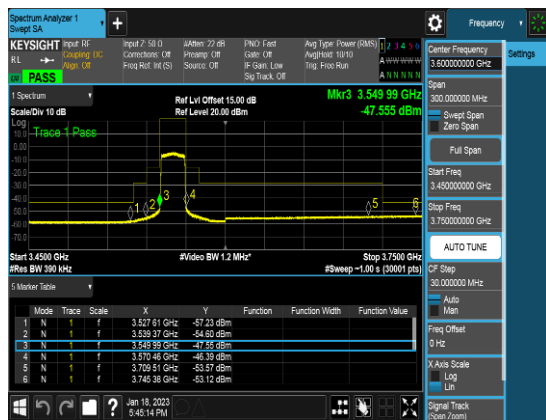 Spectrum Analyzer 1
Swept SA
+
Frequency
KEYSIGHT Input: RF Input Z: 50 Ω #Atten: 22 dB PNO: Fast Avg Type: Power (RMS) 1 2 3 4 5 6
RL Coupling: DC Corrections: Off Preamp: Off Gate: Off Avg|Hold: 10/10
Align: Off Freq Ref: Int (S) Source: Off IF Gain: Low Trig: Free Run A W W W W W
PASS Sig Track: Off A N N N N N
1 Spectrum
Scale/Div 10 dB
Ref Lvl Offset 15.00 dB
Ref Level 20.00 dBm
Mkr3 3.549 99 GHz
-47.555 dBm
Log
Trace 1 Pass
10.0
0.00
-10.0
-20.0
-30.0
-40.0
-50.0
-60.0
-70.0
1 2 3 4 5 6
Start 3.4500 GHz #Video BW 1.2 MHz* Stop 3.7500 GHz
#Res BW 390 kHz #Sweep ~1.00 s (30001 pts)
5 Marker Table
Mode Trace Scale X Y Function Function Width Function Value
1 N 1 f 3.527 61 GHz -57.23 dBm
2 N 1 f 3.539 37 GHz -54.60 dBm
3 N 1 f 3.549 99 GHz -47.55 dBm
4 N 1 f 3.570 46 GHz -46.39 dBm
5 N 1 f 3.709 51 GHz -53.57 dBm
6 N 1 f 3.745 38 GHz -53.12 dBm
?
Jan 18, 2023
5:45:14 PM
Center Frequency
3.600000000 GHz
Settings
Span
300.000000 MHz
Swept Span
Zero Span
Full Span
Start Freq
3.450000000 GHz
Stop Freq
3.750000000 GHz
AUTO TUNE
CF Step
30.000000 MHz
Auto
Man
Freq Offset
0 Hz
X Axis Scale
Log
Lin
Signal Track
(Span Zoom)